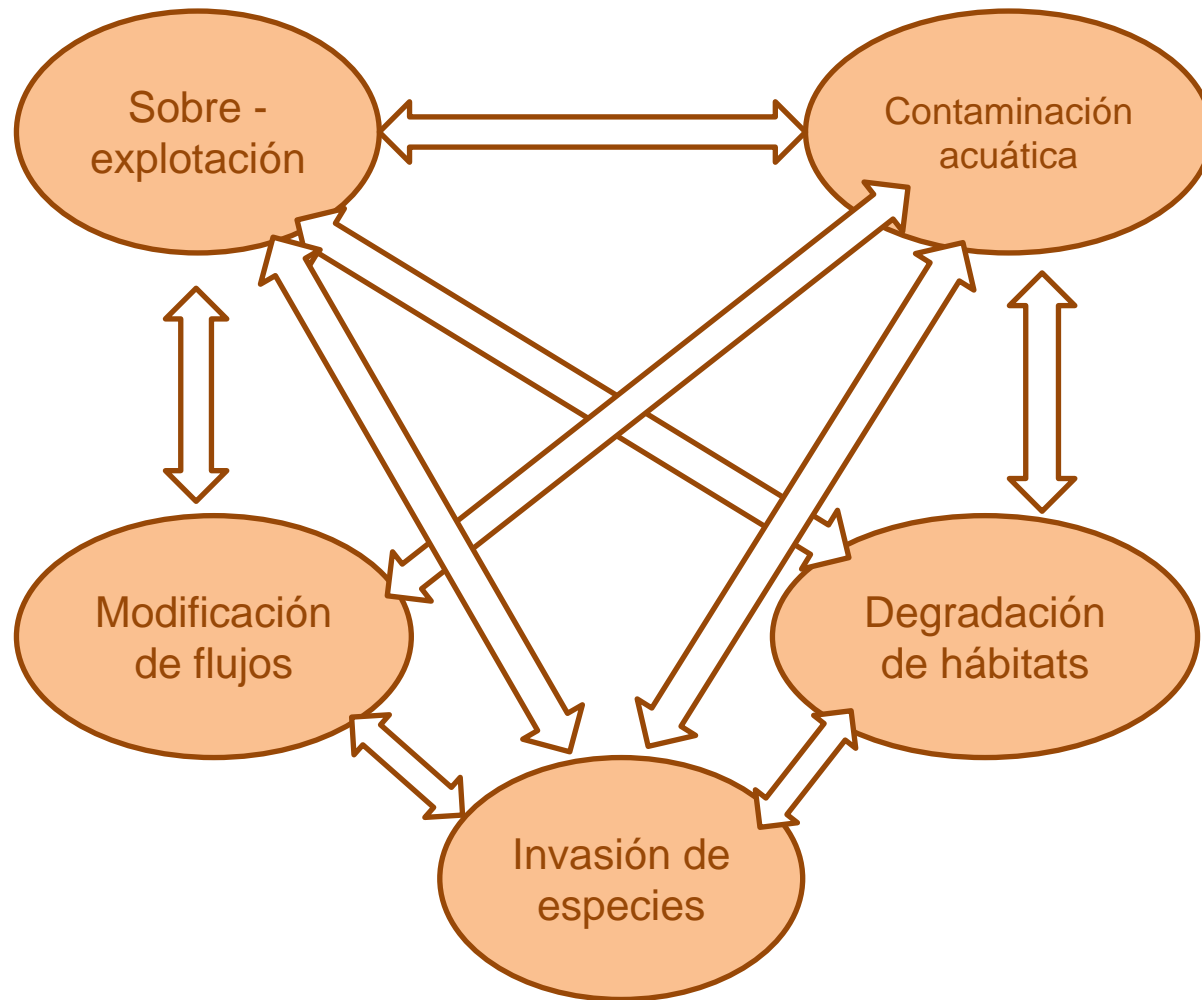 Sobre -
explotación
Contaminación
acuática
Modificación
de flujos
Degradación
de hábitats
Invasión de
especies